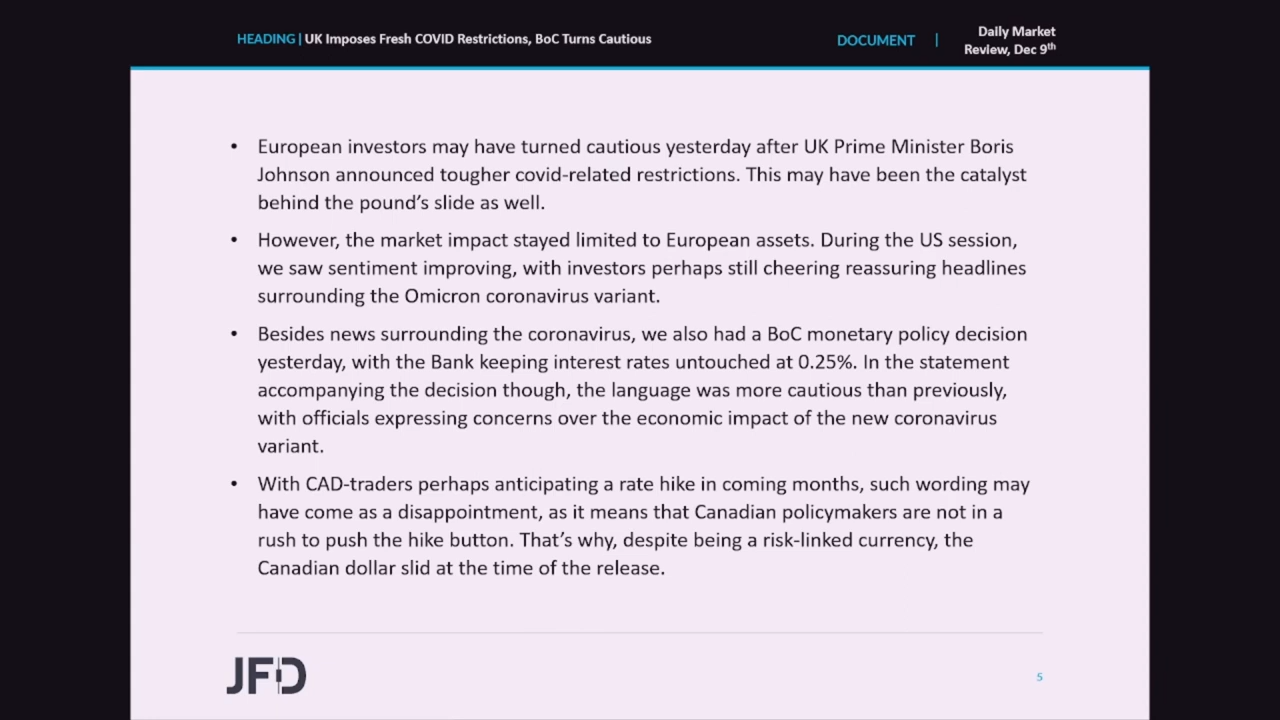 HEADING | UK Imposes Fresh COVID Restrictions, BoC Turns Cautious
DOCUMENT |
Daily Market
Review, Dec 9th
• European investors may have turned cautious yesterday after UK Prime Minister Boris
Johnson announced tougher covid-related restrictions. This may have been the catalyst
behind the pound’s slide as well.
• However, the market impact stayed limited to European assets. During the US session,
we saw sentiment improving, with investors perhaps still cheering reassuring headlines
surrounding the Omicron coronavirus variant.
• Besides news surrounding the coronavirus, we also had a BoC monetary policy decision
yesterday, with the Bank keeping interest rates untouched at 0.25%. In the statement
accompanying the decision though, the language was more cautious than previously,
with officials expressing concerns over the economic impact of the new coronavirus
variant.
• With CAD-traders perhaps anticipating a rate hike in coming months, such wording may
have come as a disappointment, as it means that Canadian policymakers are not in a
rush to push the hike button. That’s why, despite being a risk-linked currency, the
Canadian dollar slid at the time of the release.
JFD
5